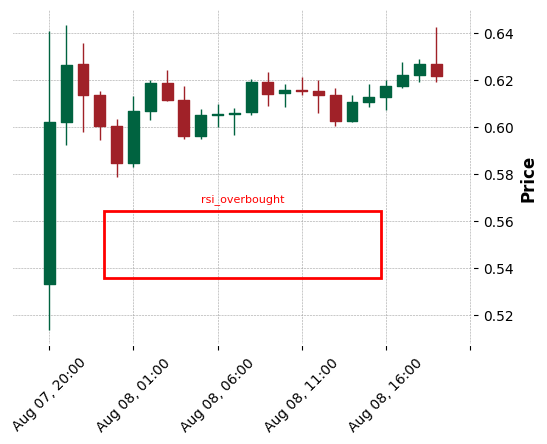 0.64
0.62
0.60
0.58
0.56
0.54
0.52
Price
rsi_overbought
Aug 07, 20:00
Aug 08, 01:00
Aug 08, 06:00
Aug 08, 11:00
Aug 08, 16:00